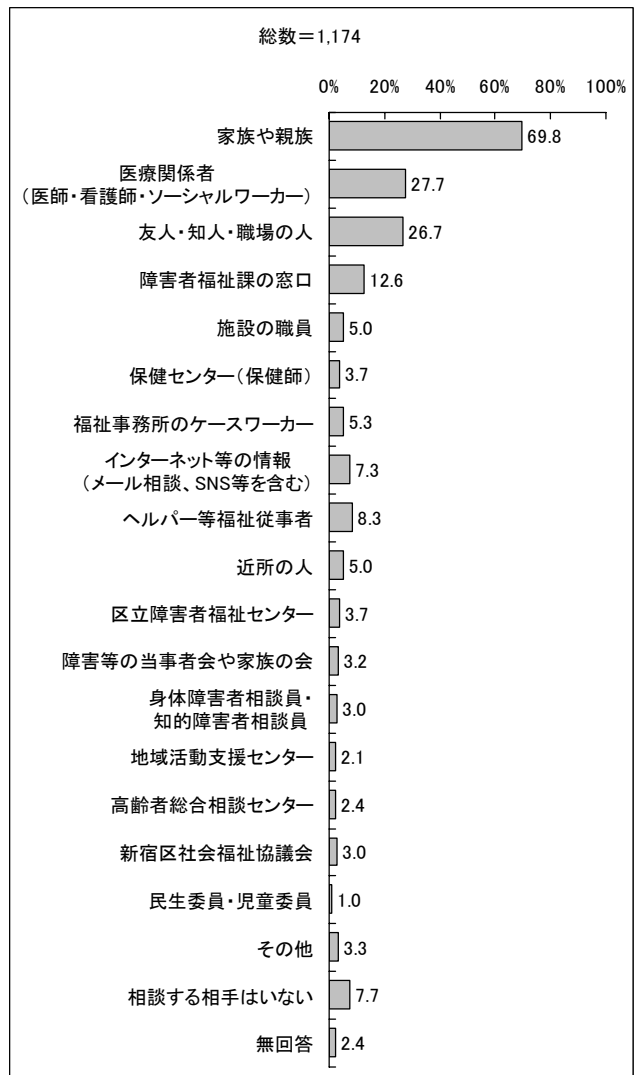 総数＝1,174
0% 20% 40% 60% 80% 100%
家族や親族 69.8
医療関係者
（医師・看護師・ソーシャルワーカー） 27.7
友人・知人・職場の人 26.7
障害者福祉課の窓口 12.6
施設の職員 5.0
保健センター（保健師） 3.7
福祉事務所のケースワーカー 5.3
インターネット等の情報
（メール相談、SNS等を含む） 7.3
ヘルパー等福祉従事者 8.3
近所の人 5.0
区立障害者福祉センター 3.7
障害等の当事者会や家族の会 3.2
身体障害者相談員・
知的障害者相談員 3.0
地域活動支援センター 2.1
高齢者総合相談センター 2.4
新宿区社会福祉協議会 3.0
民生委員・児童委員 1.0
その他 3.3
相談する相手はいない 7.7
無回答 2.4